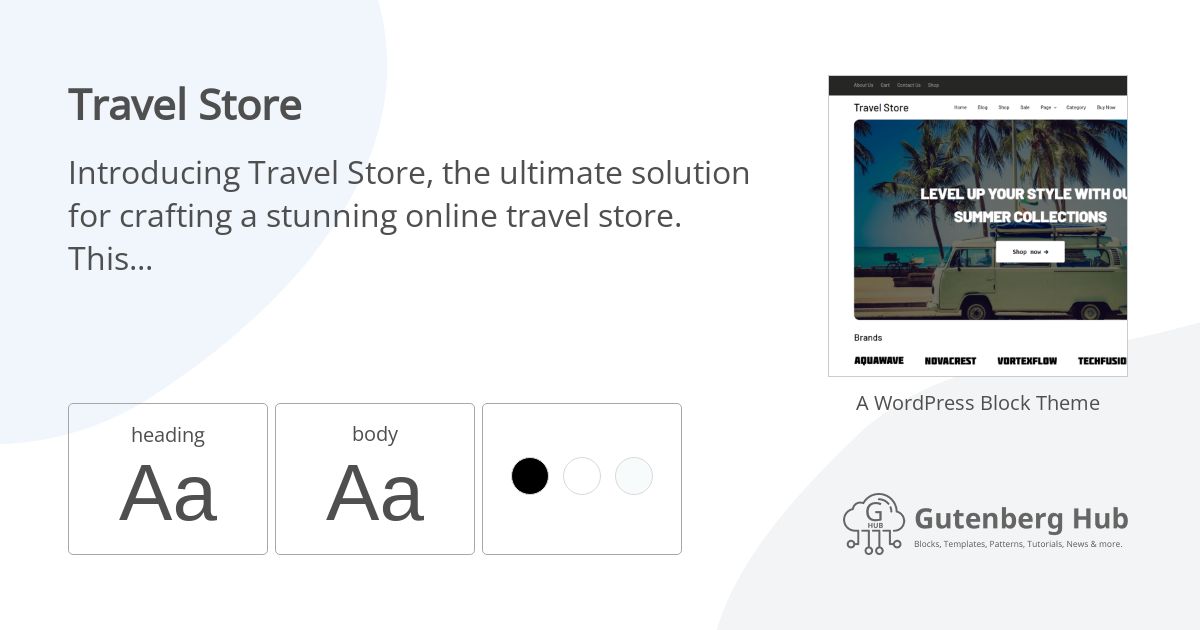 Travel Store
Introducing Travel Store, the ultimate solution
for crafting a stunning online travel store.
This...
About Us Cart Contact Us Shop
Travel Store
Home Blog Shop Sale Page Category Buy Now
LEVEL UP YOUR STYLE WITH OU
SUMMER COLLECTIONS
Shop now →
Brands
AQUAWAVE NOVACREST VORTEXFLOW TECHFUSIO
A WordPress Block Theme
heading
Aa
body
Aa
G
HUB
Gutenberg Hub
Blocks, Templates, Patterns, Tutorials, News & more.